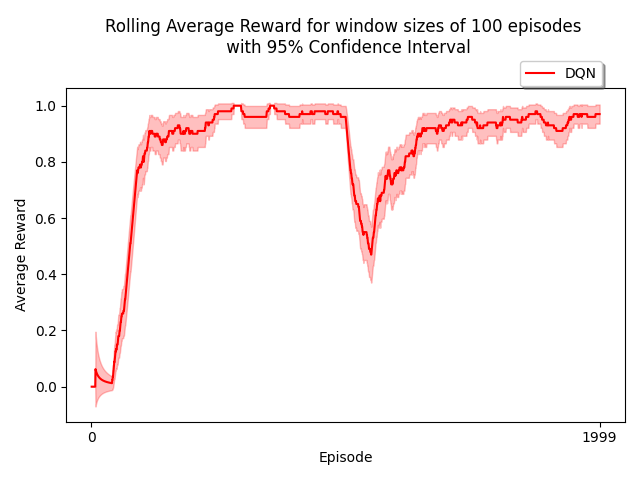 Rolling Average Reward for window sizes of 100 episodes
with 95% Confidence Interval
DQN
1.0
0.8
0.6
0.4
0.2
0.0
Average Reward
0
1999
Episode